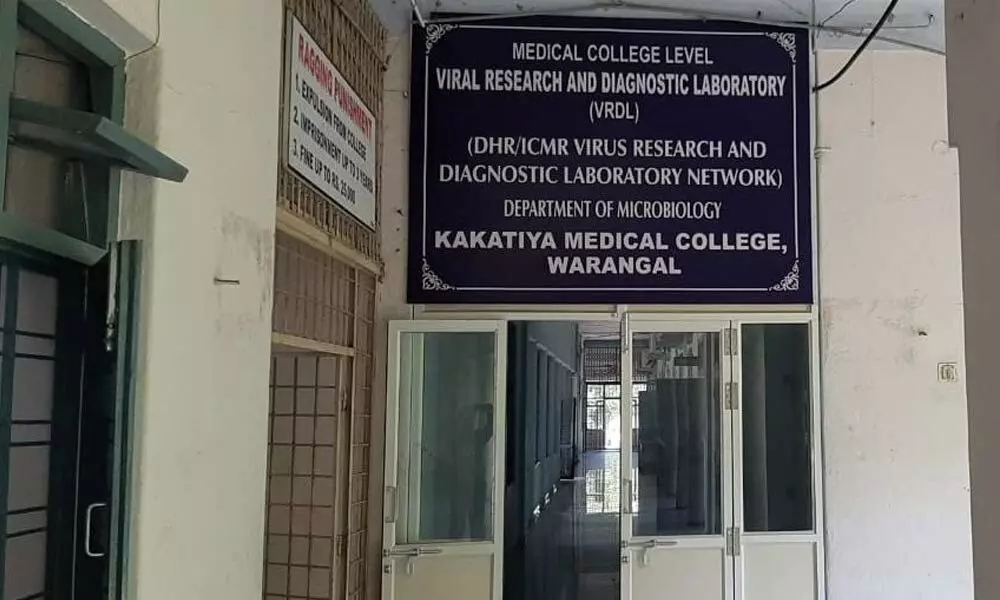 RAGGING PUNISHMENT
1. EXPULSION FROM COLLEGE
2. IMPRISONMENT UP TO 3 YEARS
3. FINE UP TO RS. 25,000
MEDICAL COLLEGE LEVEL
VIRAL RESEARCH AND DIAGNOSTIC LABORATORY
(VRDL)
(DHR/ICMR VIRUS RESEARCH AND
DIAGNOSTIC LABORATORY NETWORK)
DEPARTMENT OF MICROBIOLOGY
KAKATIYA MEDICAL COLLEGE,
WARANGAL